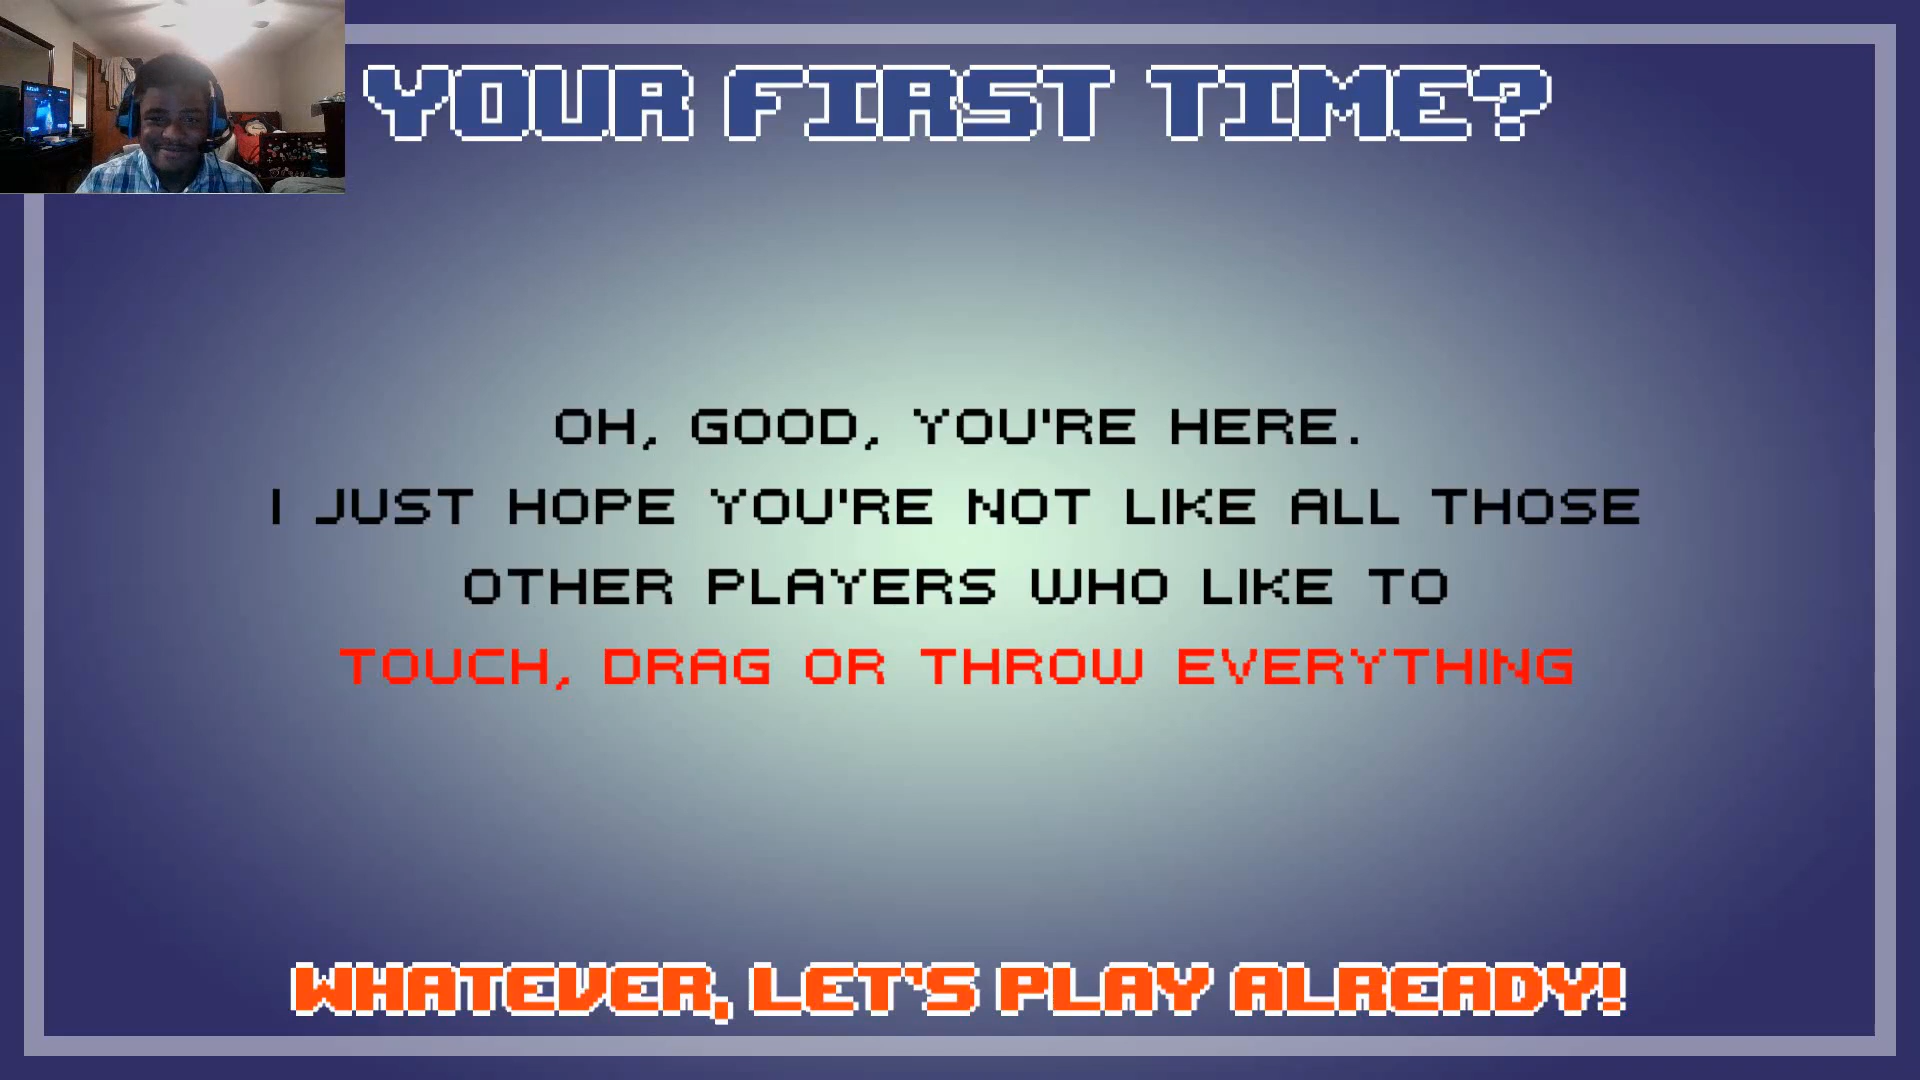 YOUR FIRST TIME?
OH, GOOD, YOU'RE HERE.
I JUST HOPE YOU'RE NOT LIKE ALL THOSE
OTHER PLAYERS WHO LIKE TO
TOUCH, DRAG OR THROW EVERYTHING
WHATEVER, LET'S PLAY ALREADY!